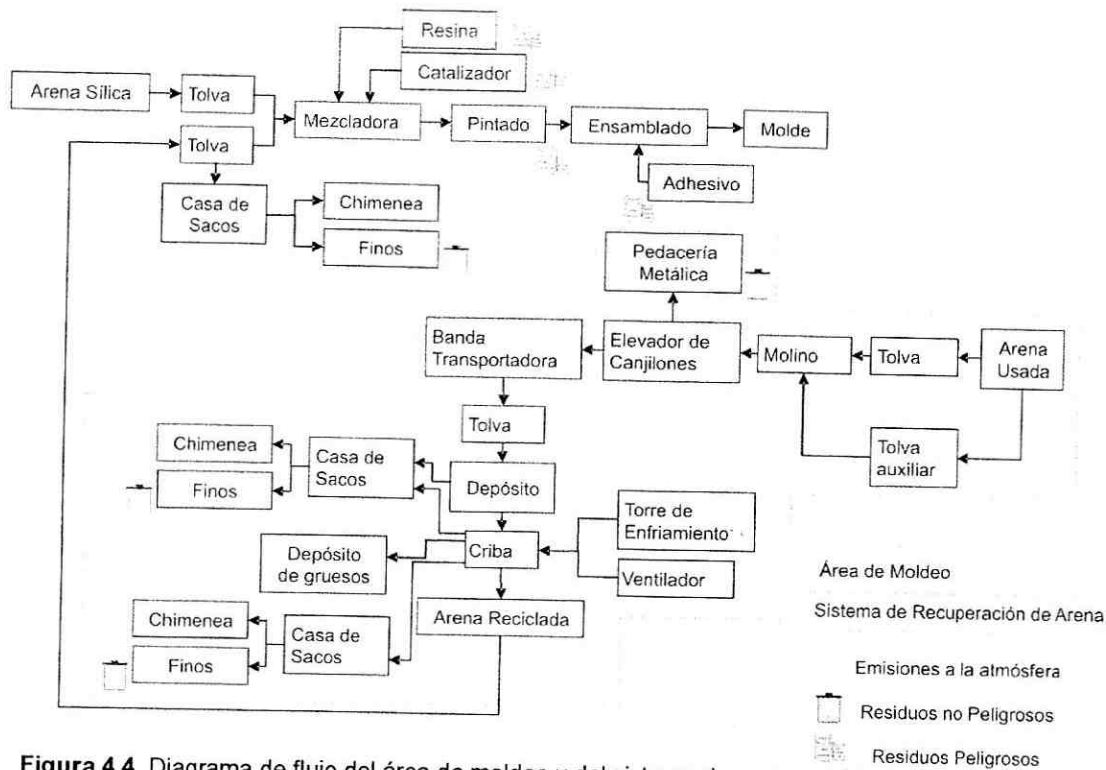 Resina
Catalizador
Arena Sílica
Tolva
Mezcladora
Pintado
Ensamblado
Molde
Tolva
Adhesivo
Casa de
Sacos
Chimenea
Finos
Pedacería
Metálica
Banda
Transportadora
Elevador de
Canjilones
Molino
Tolva
Arena
Usada
Tolva
Tolva
auxiliar
Chimenea
Finos
Casa de
Sacos
Depósito
Torre de
Enfriamiento
Criba
Ventilador
Depósito
de gruesos
Arena Reciclada
Chimenea
Finos
Casa de
Sacos
Área de Moldeo
Sistema de Recuperación de Arena
Emisiones a la atmósfera
Residuos no Peligrosos
Residuos Peligrosos
Figura 4.4. Diagrama de flujo del área de moldeo y del